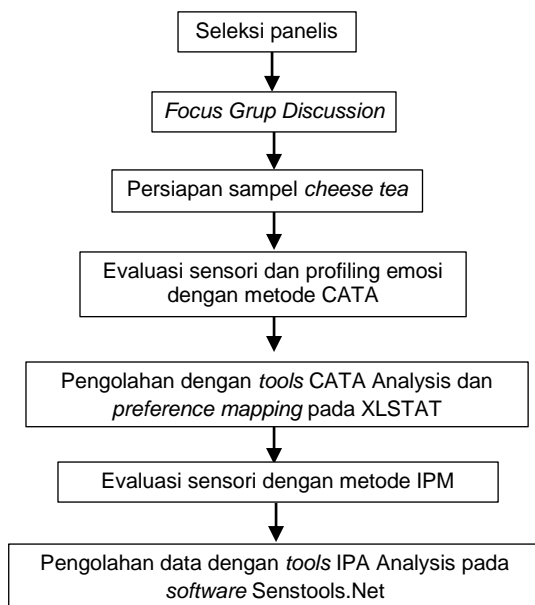 Seleksi panelis
Focus Grup Discussion
Persiapan sampel cheese tea
Evaluasi sensori dan profiling emosi
dengan metode CATA
Pengolahan dengan tools CATA Analysis dan
preference mapping pada XLSTAT
Evaluasi sensori dengan metode IPM
Pengolahan data dengan tools IPA Analysis pada
software Senstools.Net